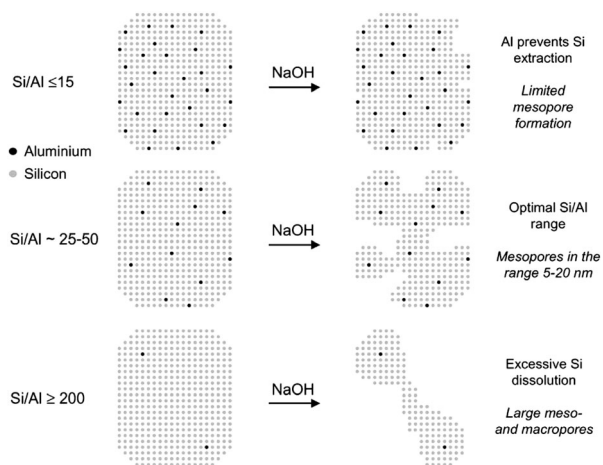 Si/Al ≤15
NaOH
Al prevents Si
extraction
Limited
mesopore
formation
Aluminium
Silicon
Si/Al ~ 25-50
NaOH
Optimal Si/Al
range
Mesopores in the
range 5-20 nm
Si/Al ≥ 200
NaOH
Excessive Si
dissolution
Large meso-
and macropores